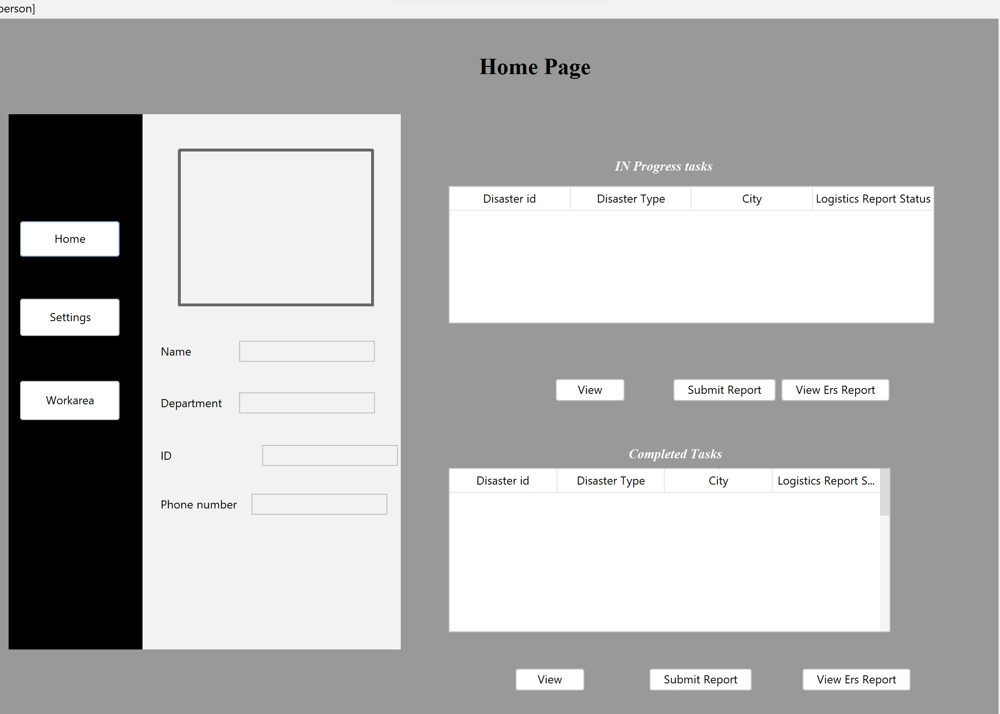 person]
Home Page
Home
Settings
Workarea
Name
Department
ID
Phone number
IN Progress tasks
Disaster id Disaster Type City Logistics Report Status
View Submit Report View Ers Report
Completed Tasks
Disaster id Disaster Type City Logistics Report S...
View Submit Report View Ers Report